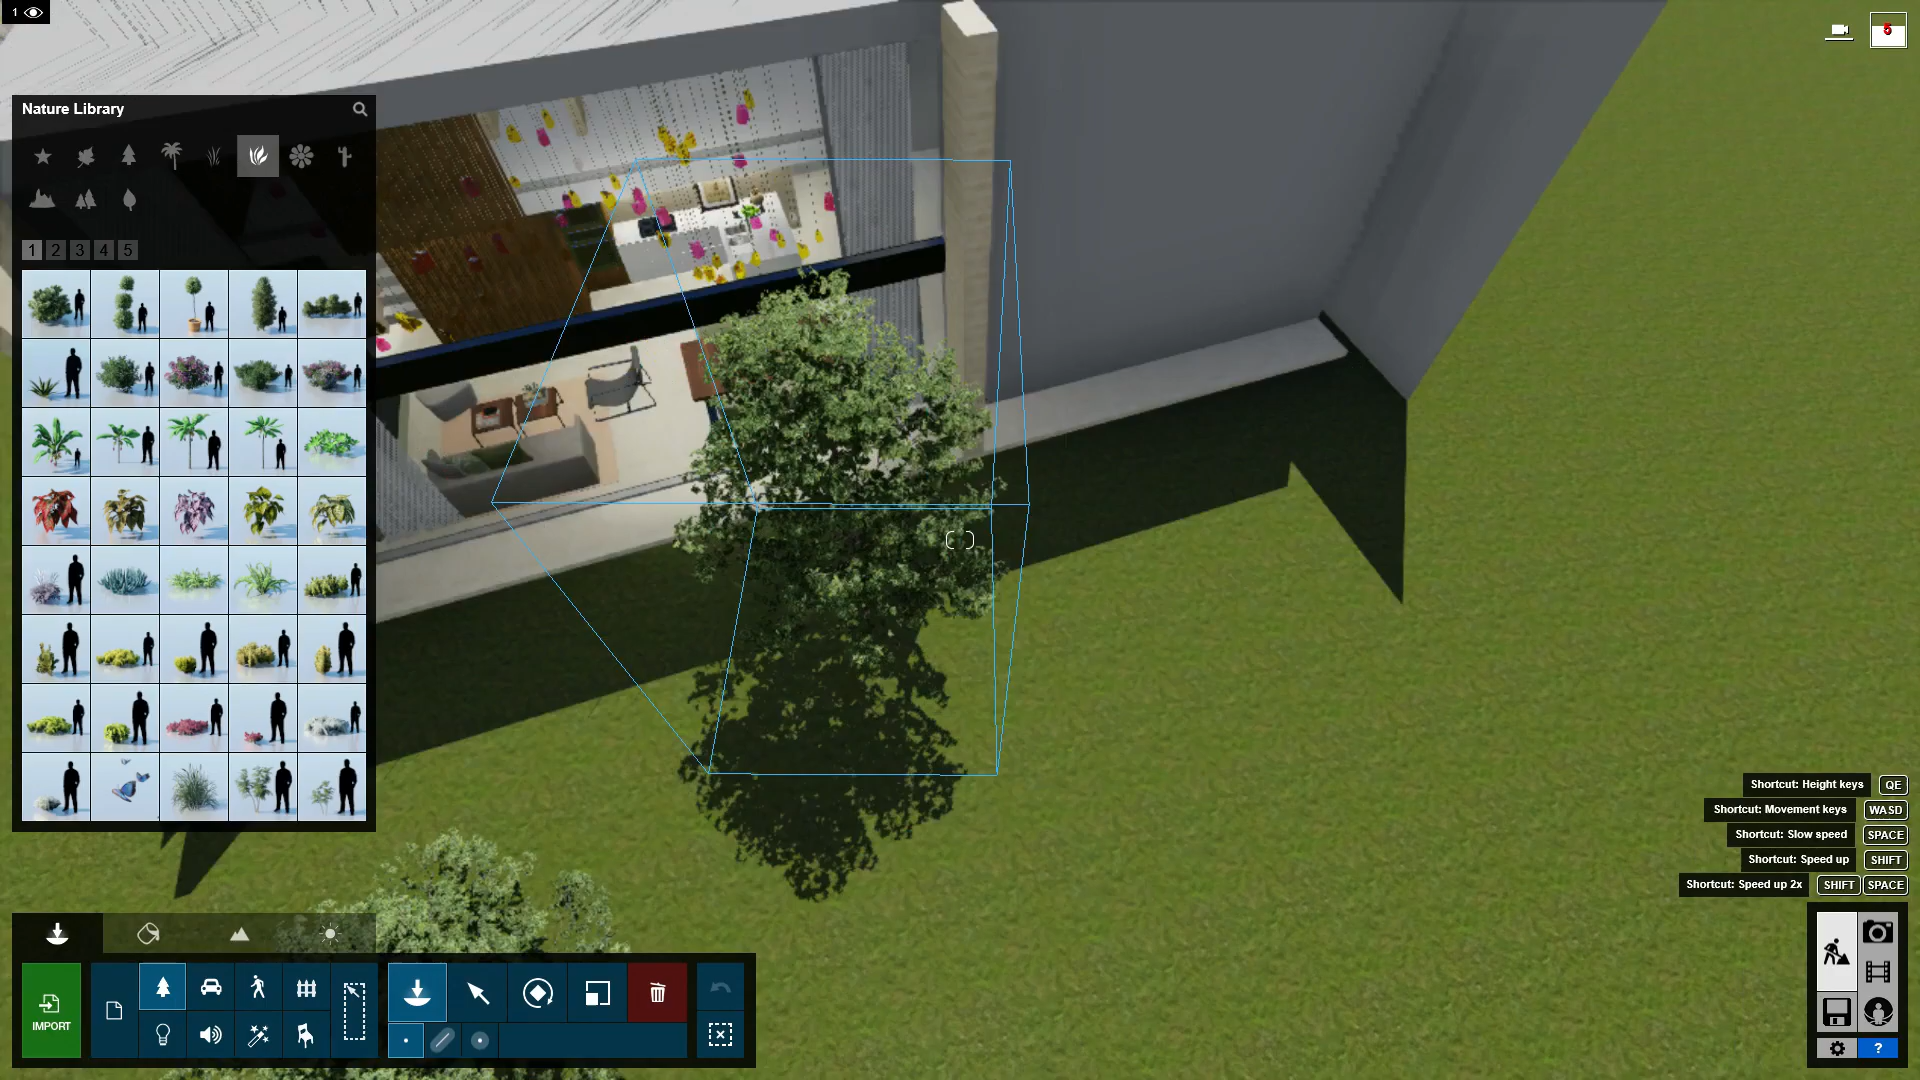 1
5
Nature Library
1 2 3 4 5
Shortcut: Height keys QE
Shortcut: Movement keys WASD
Shortcut: Slow speed SPACE
Shortcut: Speed up SHIFT
Shortcut: Speed up 2x SHIFT SPACE
IMPORT
?